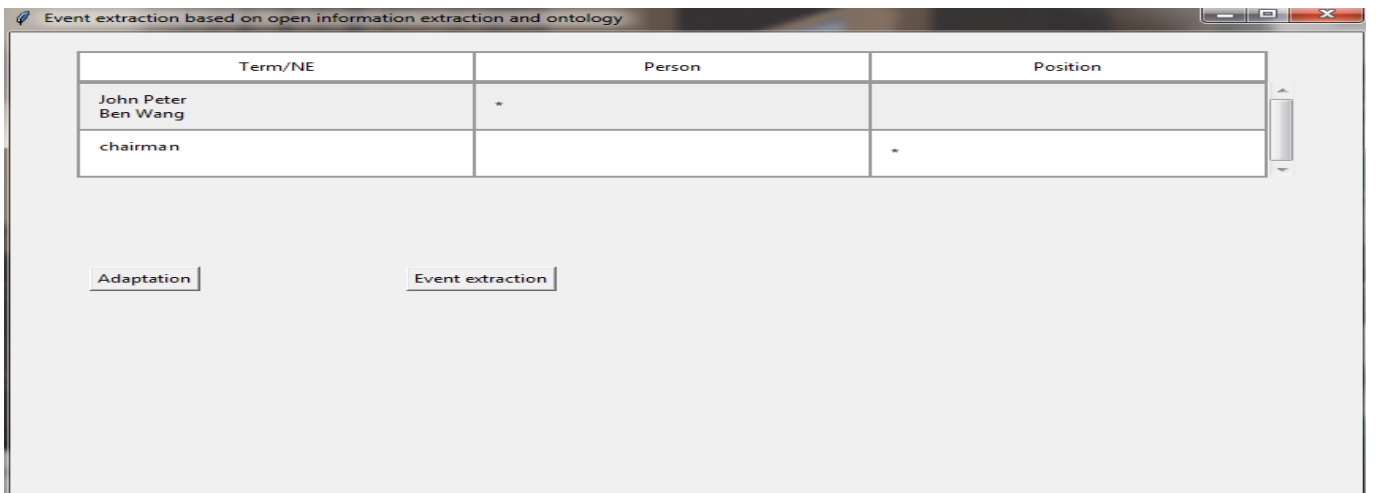 Event extraction based on open information extraction and ontology
Term/NE Person Position
John Peter
Ben Wang
*
chairman
*
Adaptation Event extraction